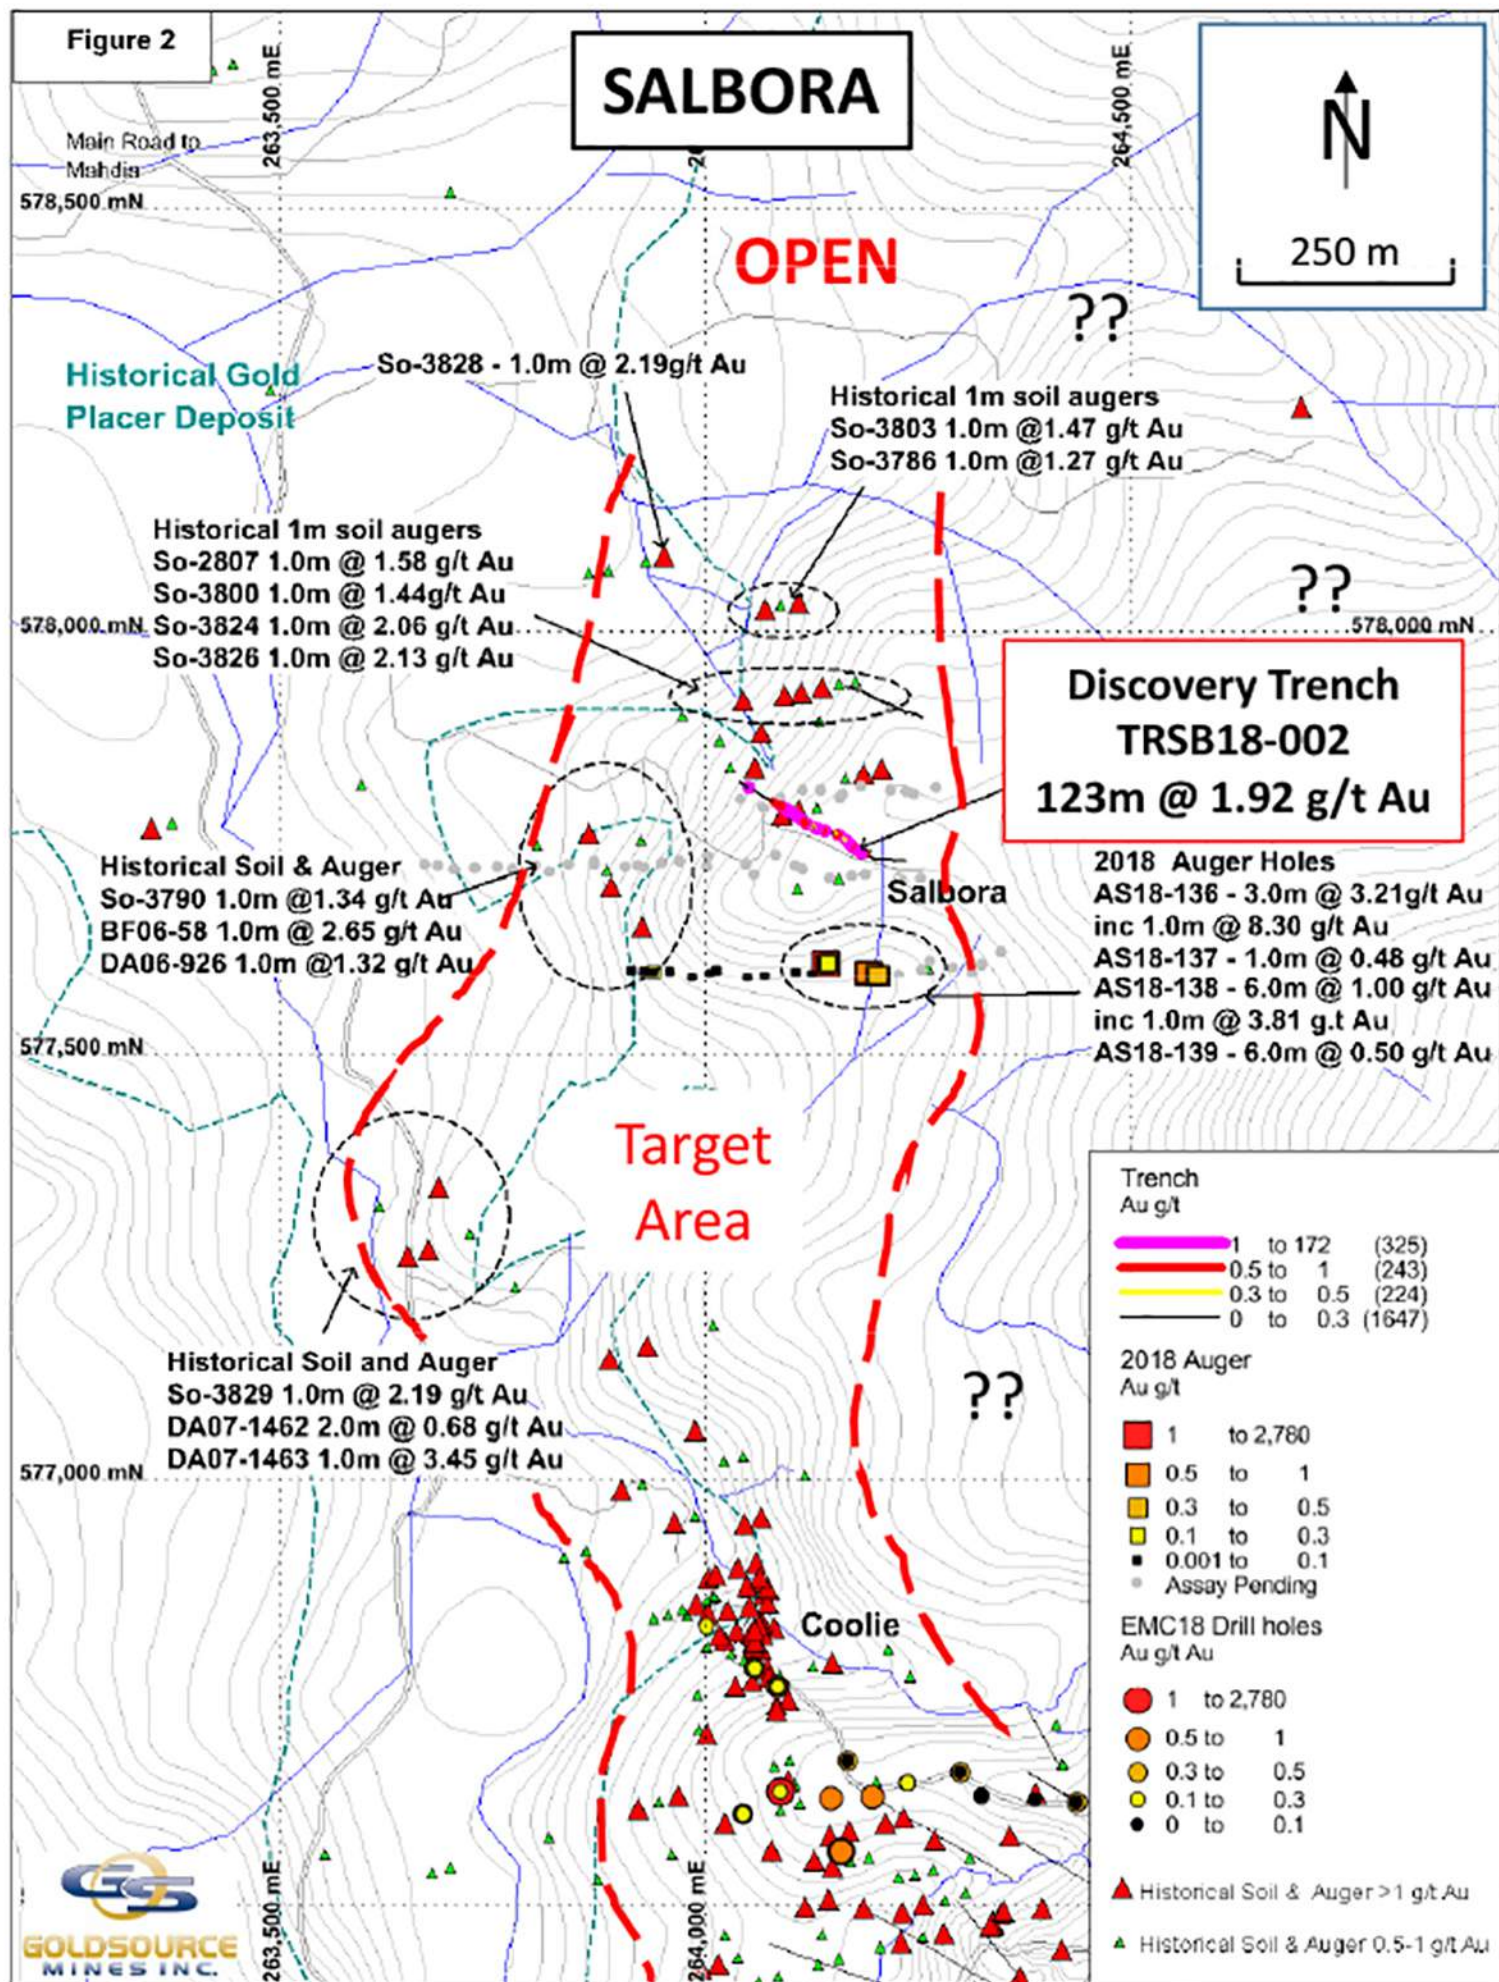 Figure 2
SALBORA
N
250 m
263,500 mE
264,500 mE
Main Road to
Mahdia
578,500 mN
OPEN
??
Historical Gold
Placer Deposit
So-3828 - 1.0m @ 2.19g/t Au
Historical 1m soil augers
So-3803 1.0m @1.47 g/t Au
So-3786 1.0m @1.27 g/t Au
Historical 1m soil augers
So-2807 1.0m @ 1.58 g/t Au
So-3800 1.0m @ 1.44g/t Au
So-3824 1.0m @ 2.06 g/t Au
So-3826 1.0m @ 2.13 g/t Au
??
578,000 mN
578,000 mN
Discovery Trench
TRSB18-002
123m @ 1.92 g/t Au
Historical Soil & Auger
So-3790 1.0m @1.34 g/t Au
BF06-58 1.0m @ 2.65 g/t Au
DA06-926 1.0m @1.32 g/t Au
Salbora
2018 Auger Holes
AS18-136 - 3.0m @ 3.21g/t Au
inc 1.0m @ 8.30 g/t Au
AS18-137 - 1.0m @ 0.48 g/t Au
AS18-138 - 6.0m @ 1.00 g/t Au
inc 1.0m @ 3.81 g.t Au
AS18-139 - 6.0m @ 0.50 g/t Au
577,500 mN
Target
Area
Historical Soil and Auger
So-3829 1.0m @ 2.19 g/t Au
DA07-1462 2.0m @ 0.68 g/t Au
DA07-1463 1.0m @ 3.45 g/t Au
??
577,000 mN
Coolie
Trench
Au g/t
1 to 172 (325)
0.5 to 1 (243)
0.3 to 0.5 (224)
0 to 0.3 (1647)
2018 Auger
Au g/t
1 to 2,780
0.5 to 1
0.3 to 0.5
0.1 to 0.3
0.001 to 0.1
Assay Pending
EMC18 Drill holes
Au g/t Au
1 to 2,780
0.5 to 1
0.3 to 0.5
0.1 to 0.3
0 to 0.1
Historical Soil & Auger >1 g/t Au
Historical Soil & Auger 0.5-1 g/t Au
263,500 mE
264,000 mE
GOLDSOURCE
MINES INC.